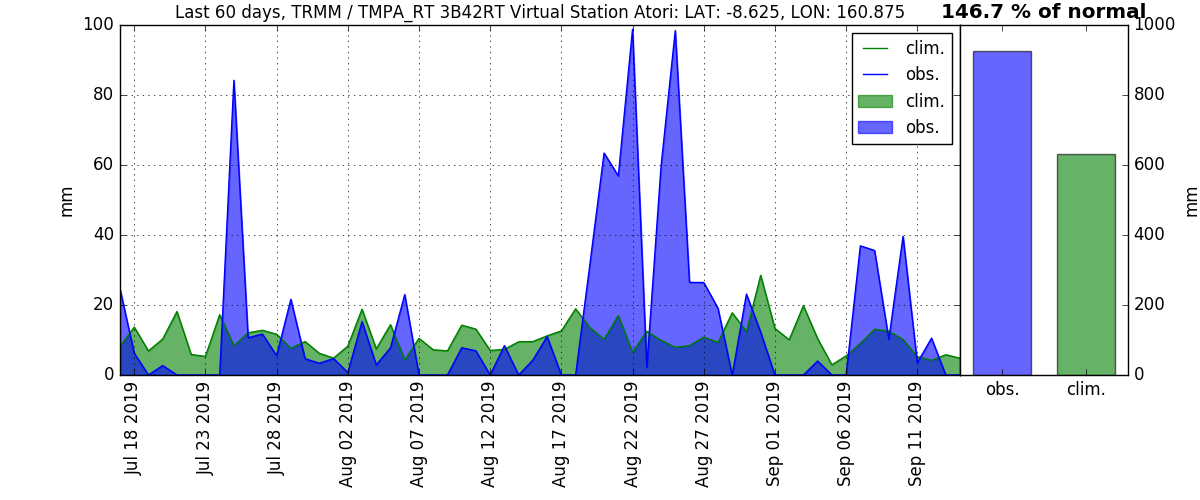 Last 60 days, TRMM / TMPA_RT 3B42RT Virtual Station Atori: LAT: -8.625, LON: 160.875
146.7 % of normal
100
80
60
40
20
0
mm
clim.
obs.
clim.
obs.
1000
800
600
400
200
0
mm
Jul 18 2019
Jul 23 2019
Jul 28 2019
Aug 02 2019
Aug 07 2019
Aug 12 2019
Aug 17 2019
Aug 22 2019
Aug 27 2019
Sep 01 2019
Sep 06 2019
Sep 11 2019
obs.
clim.